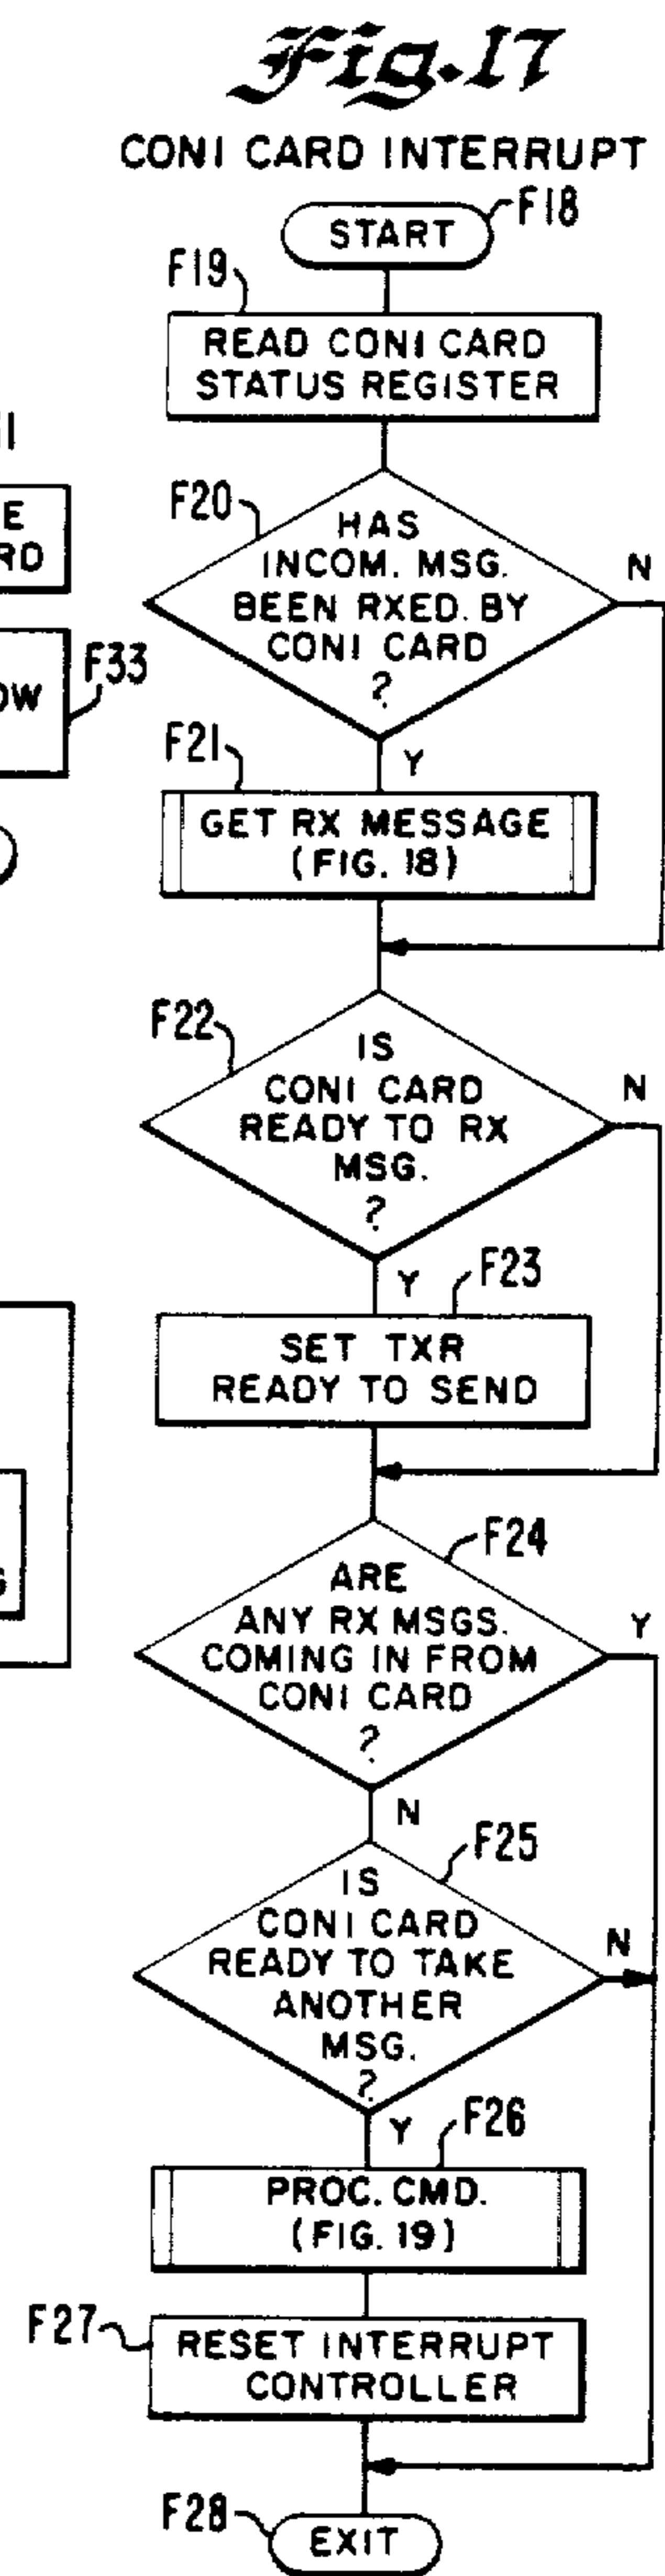 Fig. 17
CONI CARD INTERRUPT
F18
START
F19
READ CONI CARD
STATUS REGISTER
F20
HAS
INCOM. MSG.
BEEN RXED. BY
CONI CARD
?
N
Y
F21
GET RX MESSAGE
(FIG. 18)
F22
IS
CONI CARD
READY TO RX
MSG.
?
N
Y
F23
SET TXR
READY TO SEND
F24
ARE
ANY RX MSGS.
COMING IN FROM
CONI CARD
?
Y
N
F25
IS
CONI CARD
READY TO TAKE
ANOTHER
MSG.
?
N
Y
F26
PROC. CMD.
(FIG. 19)
F27
RESET INTERRUPT
CONTROLLER
F28
EXIT
F33